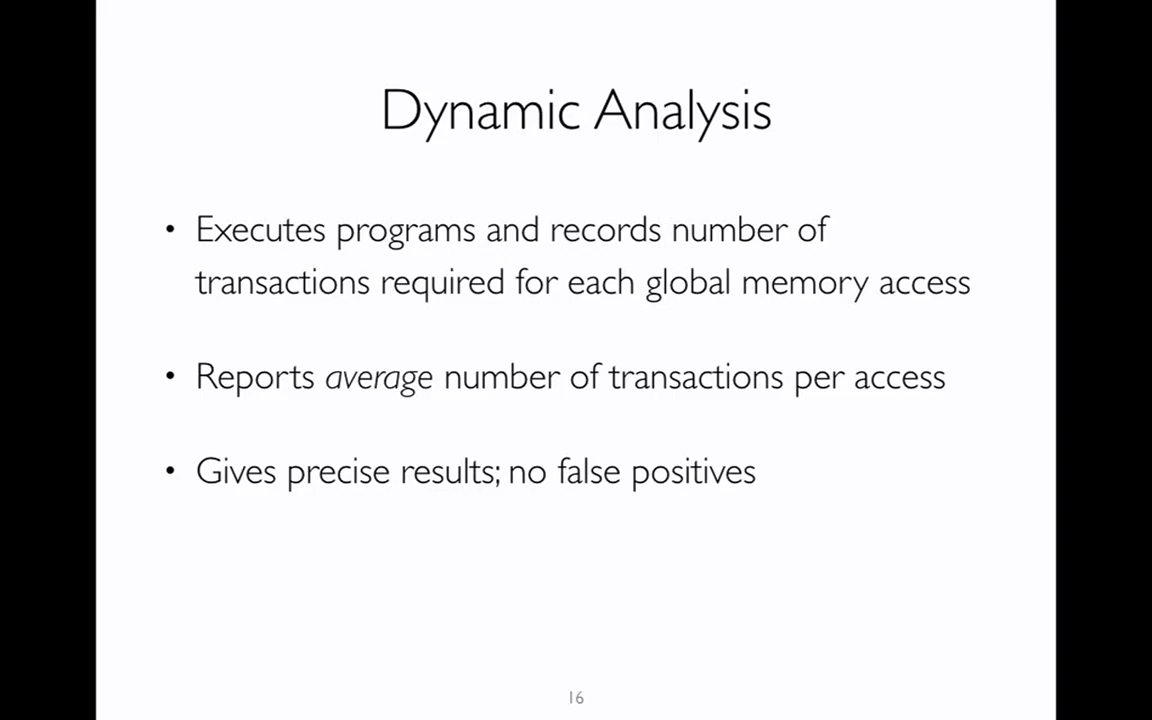 Dynamic Analysis
• Executes programs and records number of
transactions required for each global memory access
• Reports average number of transactions per access
• Gives precise results; no false positives
16